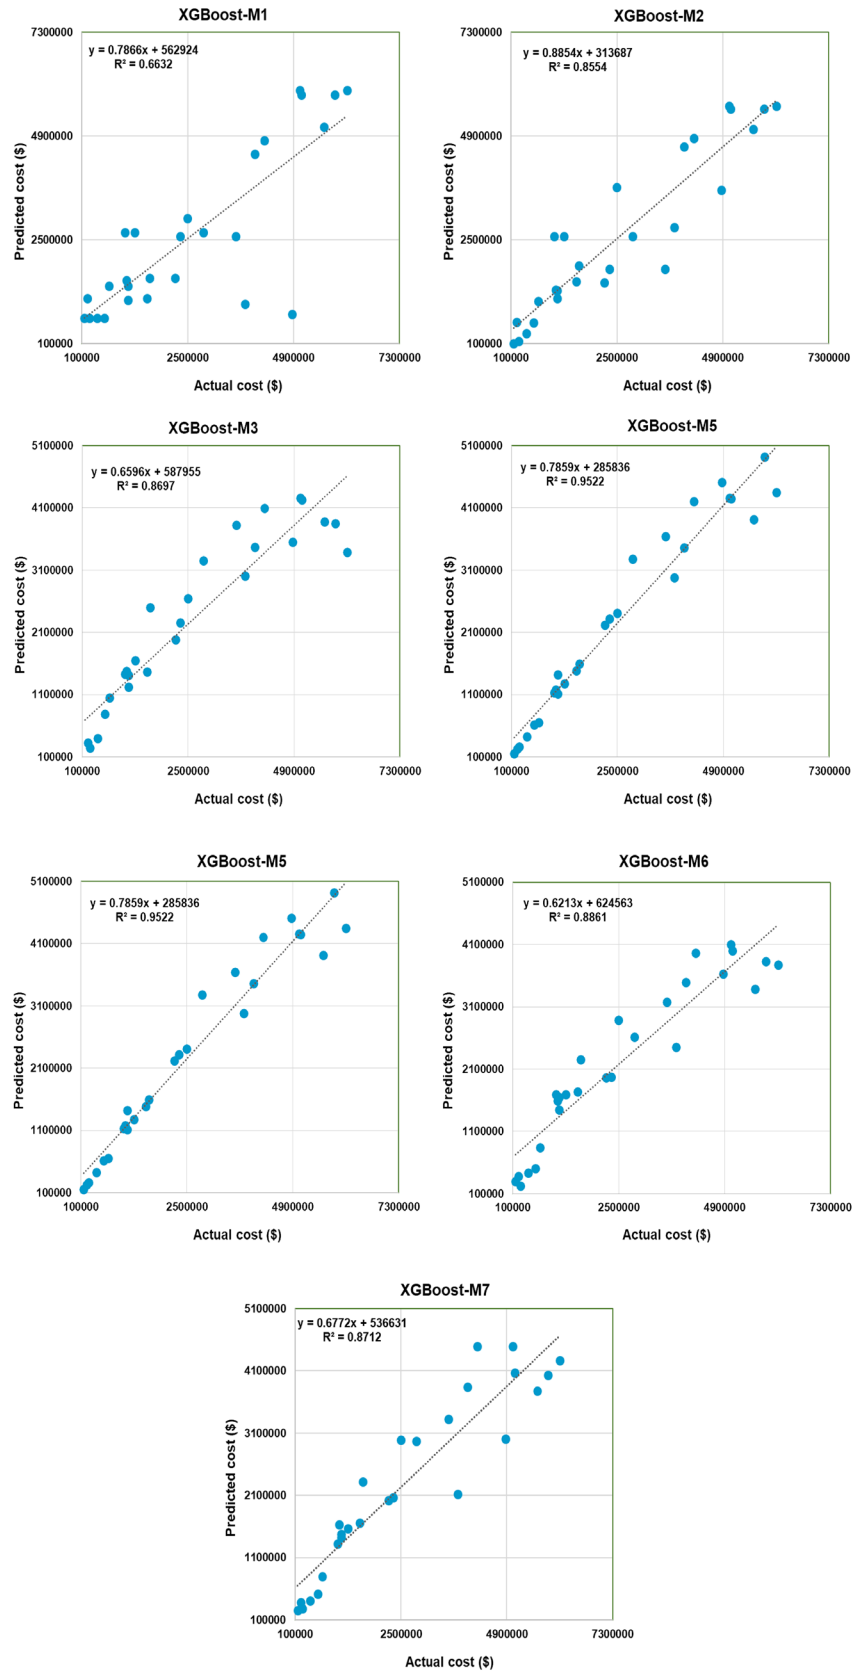 XGBoost-M1
7300000
4900000
2500000
100000
y = 0.7866x + 562924
R² = 0.6632
Predicted cost ($)
100000 2500000 4900000 7300000
Actual cost ($)
XGBoost-M2
7300000
4900000
2500000
100000
y = 0.8854x + 313687
R² = 0.8554
Predicted cost ($)
100000 2500000 4900000 7300000
Actual cost ($)
XGBoost-M3
5100000
4100000
3100000
2100000
1100000
100000
y = 0.6596x + 587955
R² = 0.8697
Predicted cost ($)
100000 2500000 4900000 7300000
Actual cost ($)
XGBoost-M5
5100000
4100000
3100000
2100000
1100000
100000
y = 0.7859x + 285836
R² = 0.9522
Predicted cost ($)
100000 2500000 4900000 7300000
Actual cost ($)
XGBoost-M5
5100000
4100000
3100000
2100000
1100000
100000
y = 0.7859x + 285836
R² = 0.9522
Predicted cost ($)
100000 2500000 4900000 7300000
Actual cost ($)
XGBoost-M6
5100000
4100000
3100000
2100000
1100000
100000
y = 0.6213x + 624563
R² = 0.8861
Predicted cost ($)
100000 2500000 4900000 7300000
Actual cost ($)
XGBoost-M7
5100000
4100000
3100000
2100000
1100000
100000
y = 0.6772x + 536631
R² = 0.8712
Predicted cost ($)
100000 2500000 4900000 7300000
Actual cost ($)